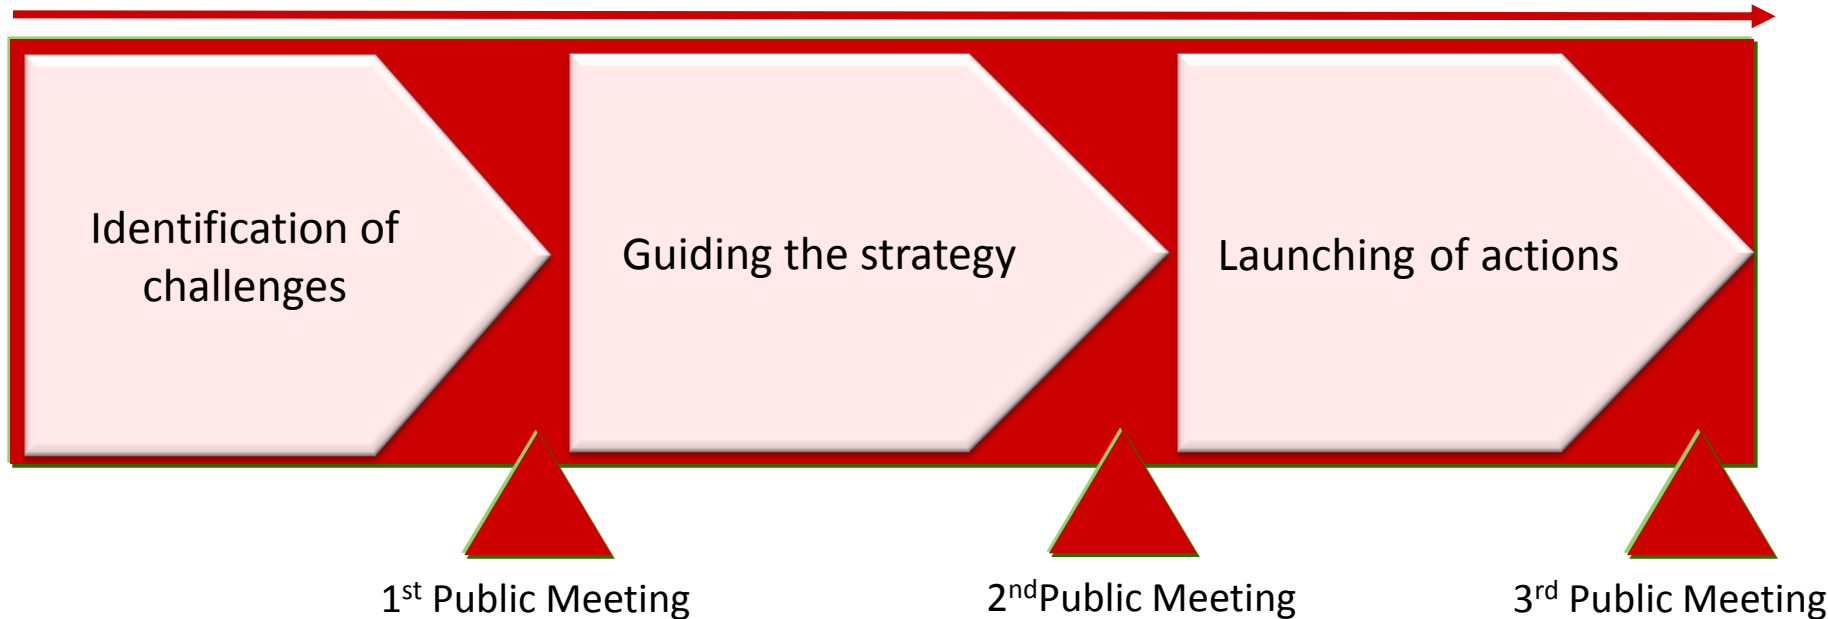 Identification of
challenges
Guiding the strategy
Launching of actions
1st Public Meeting
2ndPublic Meeting
3rd Public Meeting